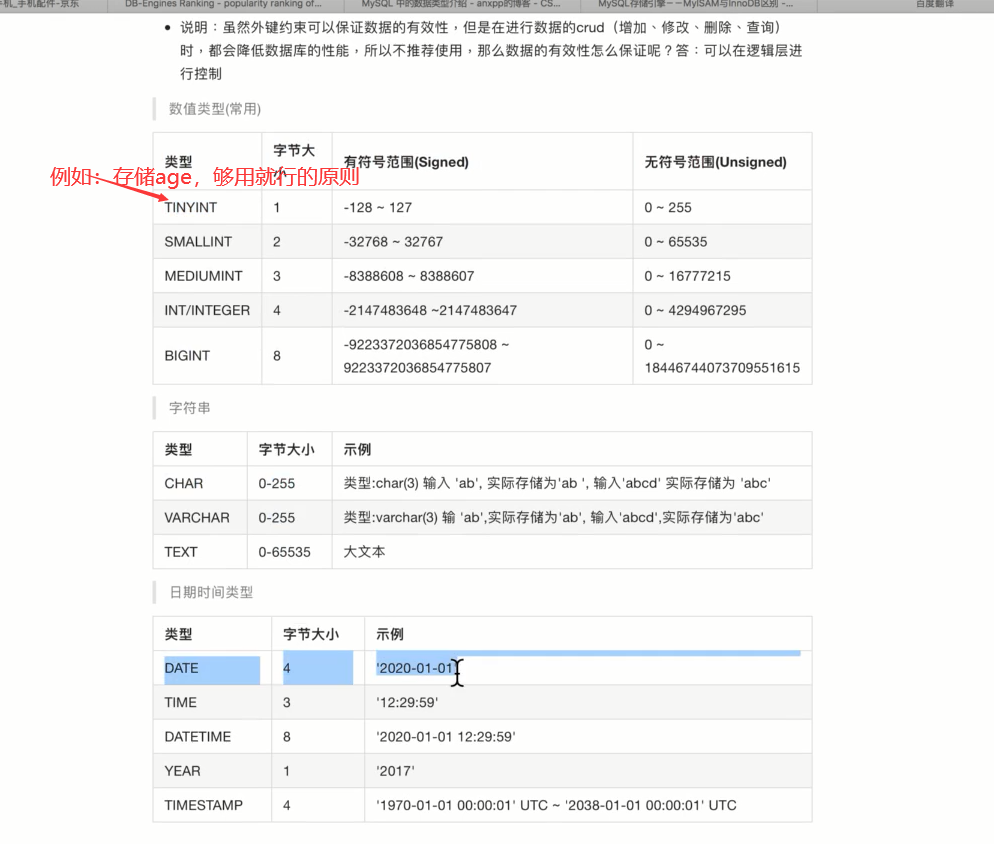 手机_手机配件-京东 DB-Engines Ranking - popularity ranking of... MySQL 中的数据类型介绍 - anxpp的博客 - CS... MySQL存储引擎－－MyISAM与InnoDB区别 -... 百度翻译
• 说明：虽然外键约束可以保证数据的有效性，但是在进行数据的crud（增加、修改、删除、查询）
时，都会降低数据库的性能，所以不推荐使用，那么数据的有效性怎么保证呢？答：可以在逻辑层进
行控制
数值类型(常用)
类型 字节大小 有符号范围(Signed) 无符号范围(Unsigned)
例如：存储age，够用就行的原则
TINYINT 1 -128 ~ 127 0 ~ 255
SMALLINT 2 -32768 ~ 32767 0 ~ 65535
MEDIUMINT 3 -8388608 ~ 8388607 0 ~ 16777215
INT/INTEGER 4 -2147483648 ~2147483647 0 ~ 4294967295
BIGINT 8 -9223372036854775808 ~ 0 ~
9223372036854775807 18446744073709551615
字符串
类型 字节大小 示例
CHAR 0-255 类型:char(3) 输入 'ab', 实际存储为'ab ', 输入'abcd' 实际存储为 'abc'
VARCHAR 0-255 类型:varchar(3) 输 'ab',实际存储为'ab', 输入'abcd',实际存储为'abc'
TEXT 0-65535 大文本
日期时间类型
类型 字节大小 示例
DATE 4 '2020-01-01'
TIME 3 '12:29:59'
DATETIME 8 '2020-01-01 12:29:59'
YEAR 1 '2017'
TIMESTAMP 4 '1970-01-01 00:00:01' UTC ~ '2038-01-01 00:00:01' UTC